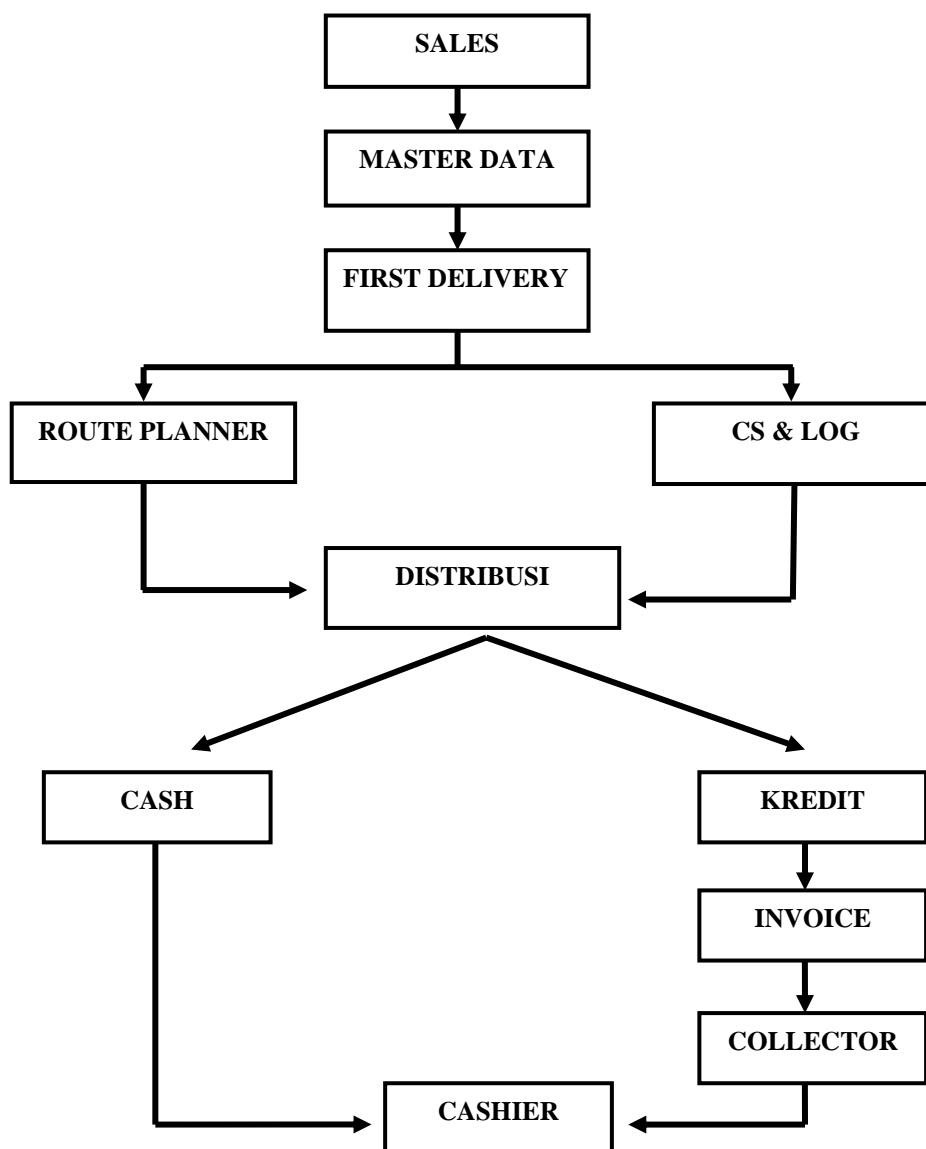 SALES
MASTER DATA
FIRST DELIVERY
ROUTE PLANNER
CS & LOG
DISTRIBUSI
CASH
KREDIT
INVOICE
COLLECTOR
CASHIER